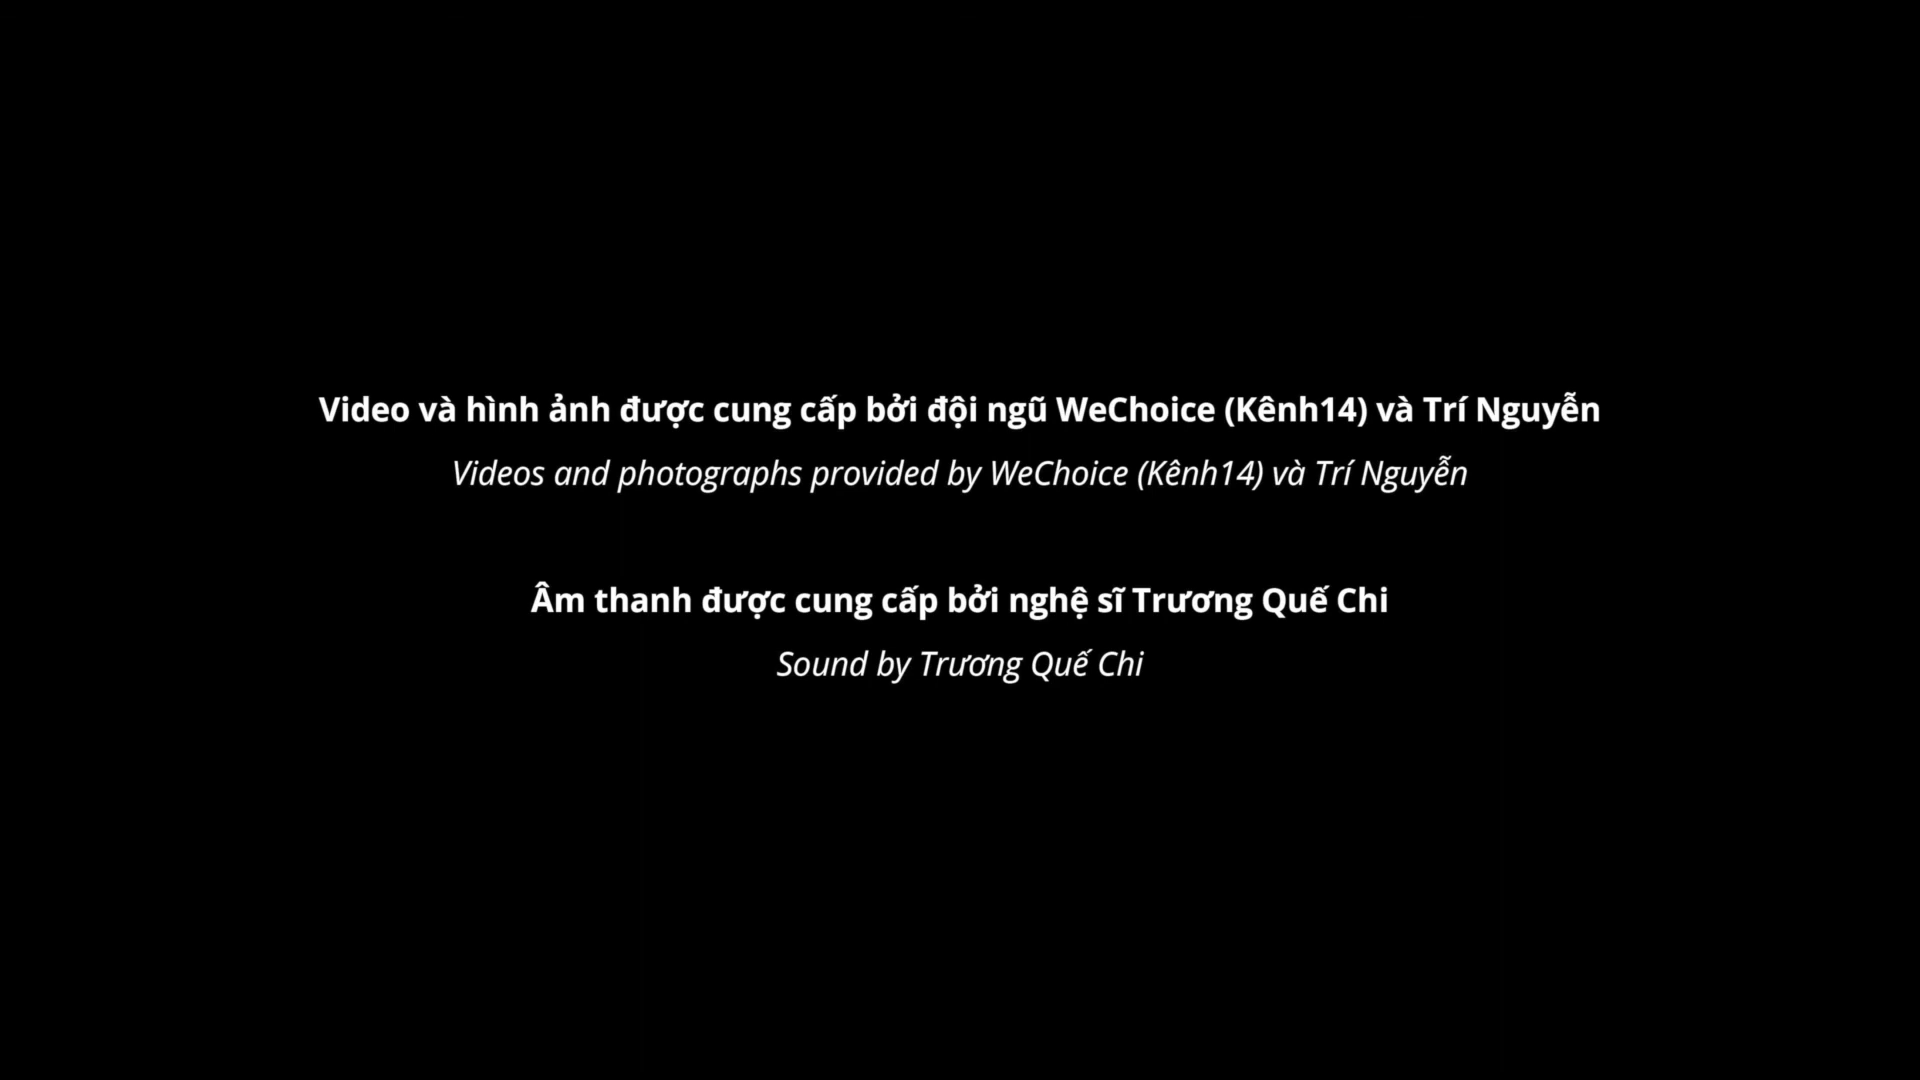 Video và hình ảnh được cung cấp bởi đội ngũ WeChoice (Kênh14) và Trí Nguyễn
Videos and photographs provided by WeChoice (Kênh14) và Trí Nguyễn
Âm thanh được cung cấp bởi nghệ sĩ Trương Quế Chi
Sound by Trương Quế Chi